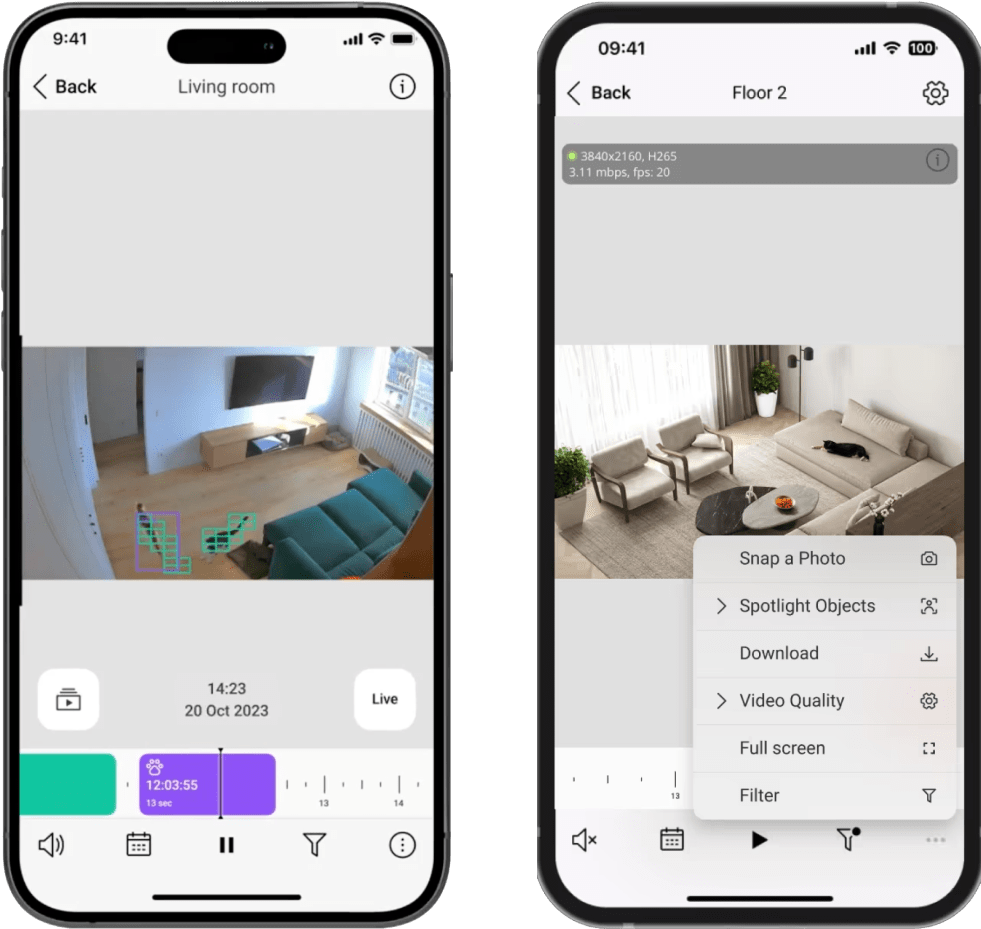 9:41
Back
Living room
14:23
20 Oct 2023
Live
12:03:55
13 sec
13
14
09:41
100
Back
Floor 2
3840x2160, H265
3.11 mbps, fps: 20
Snap a Photo
Spotlight Objects
Download
Video Quality
Full screen
Filter
13